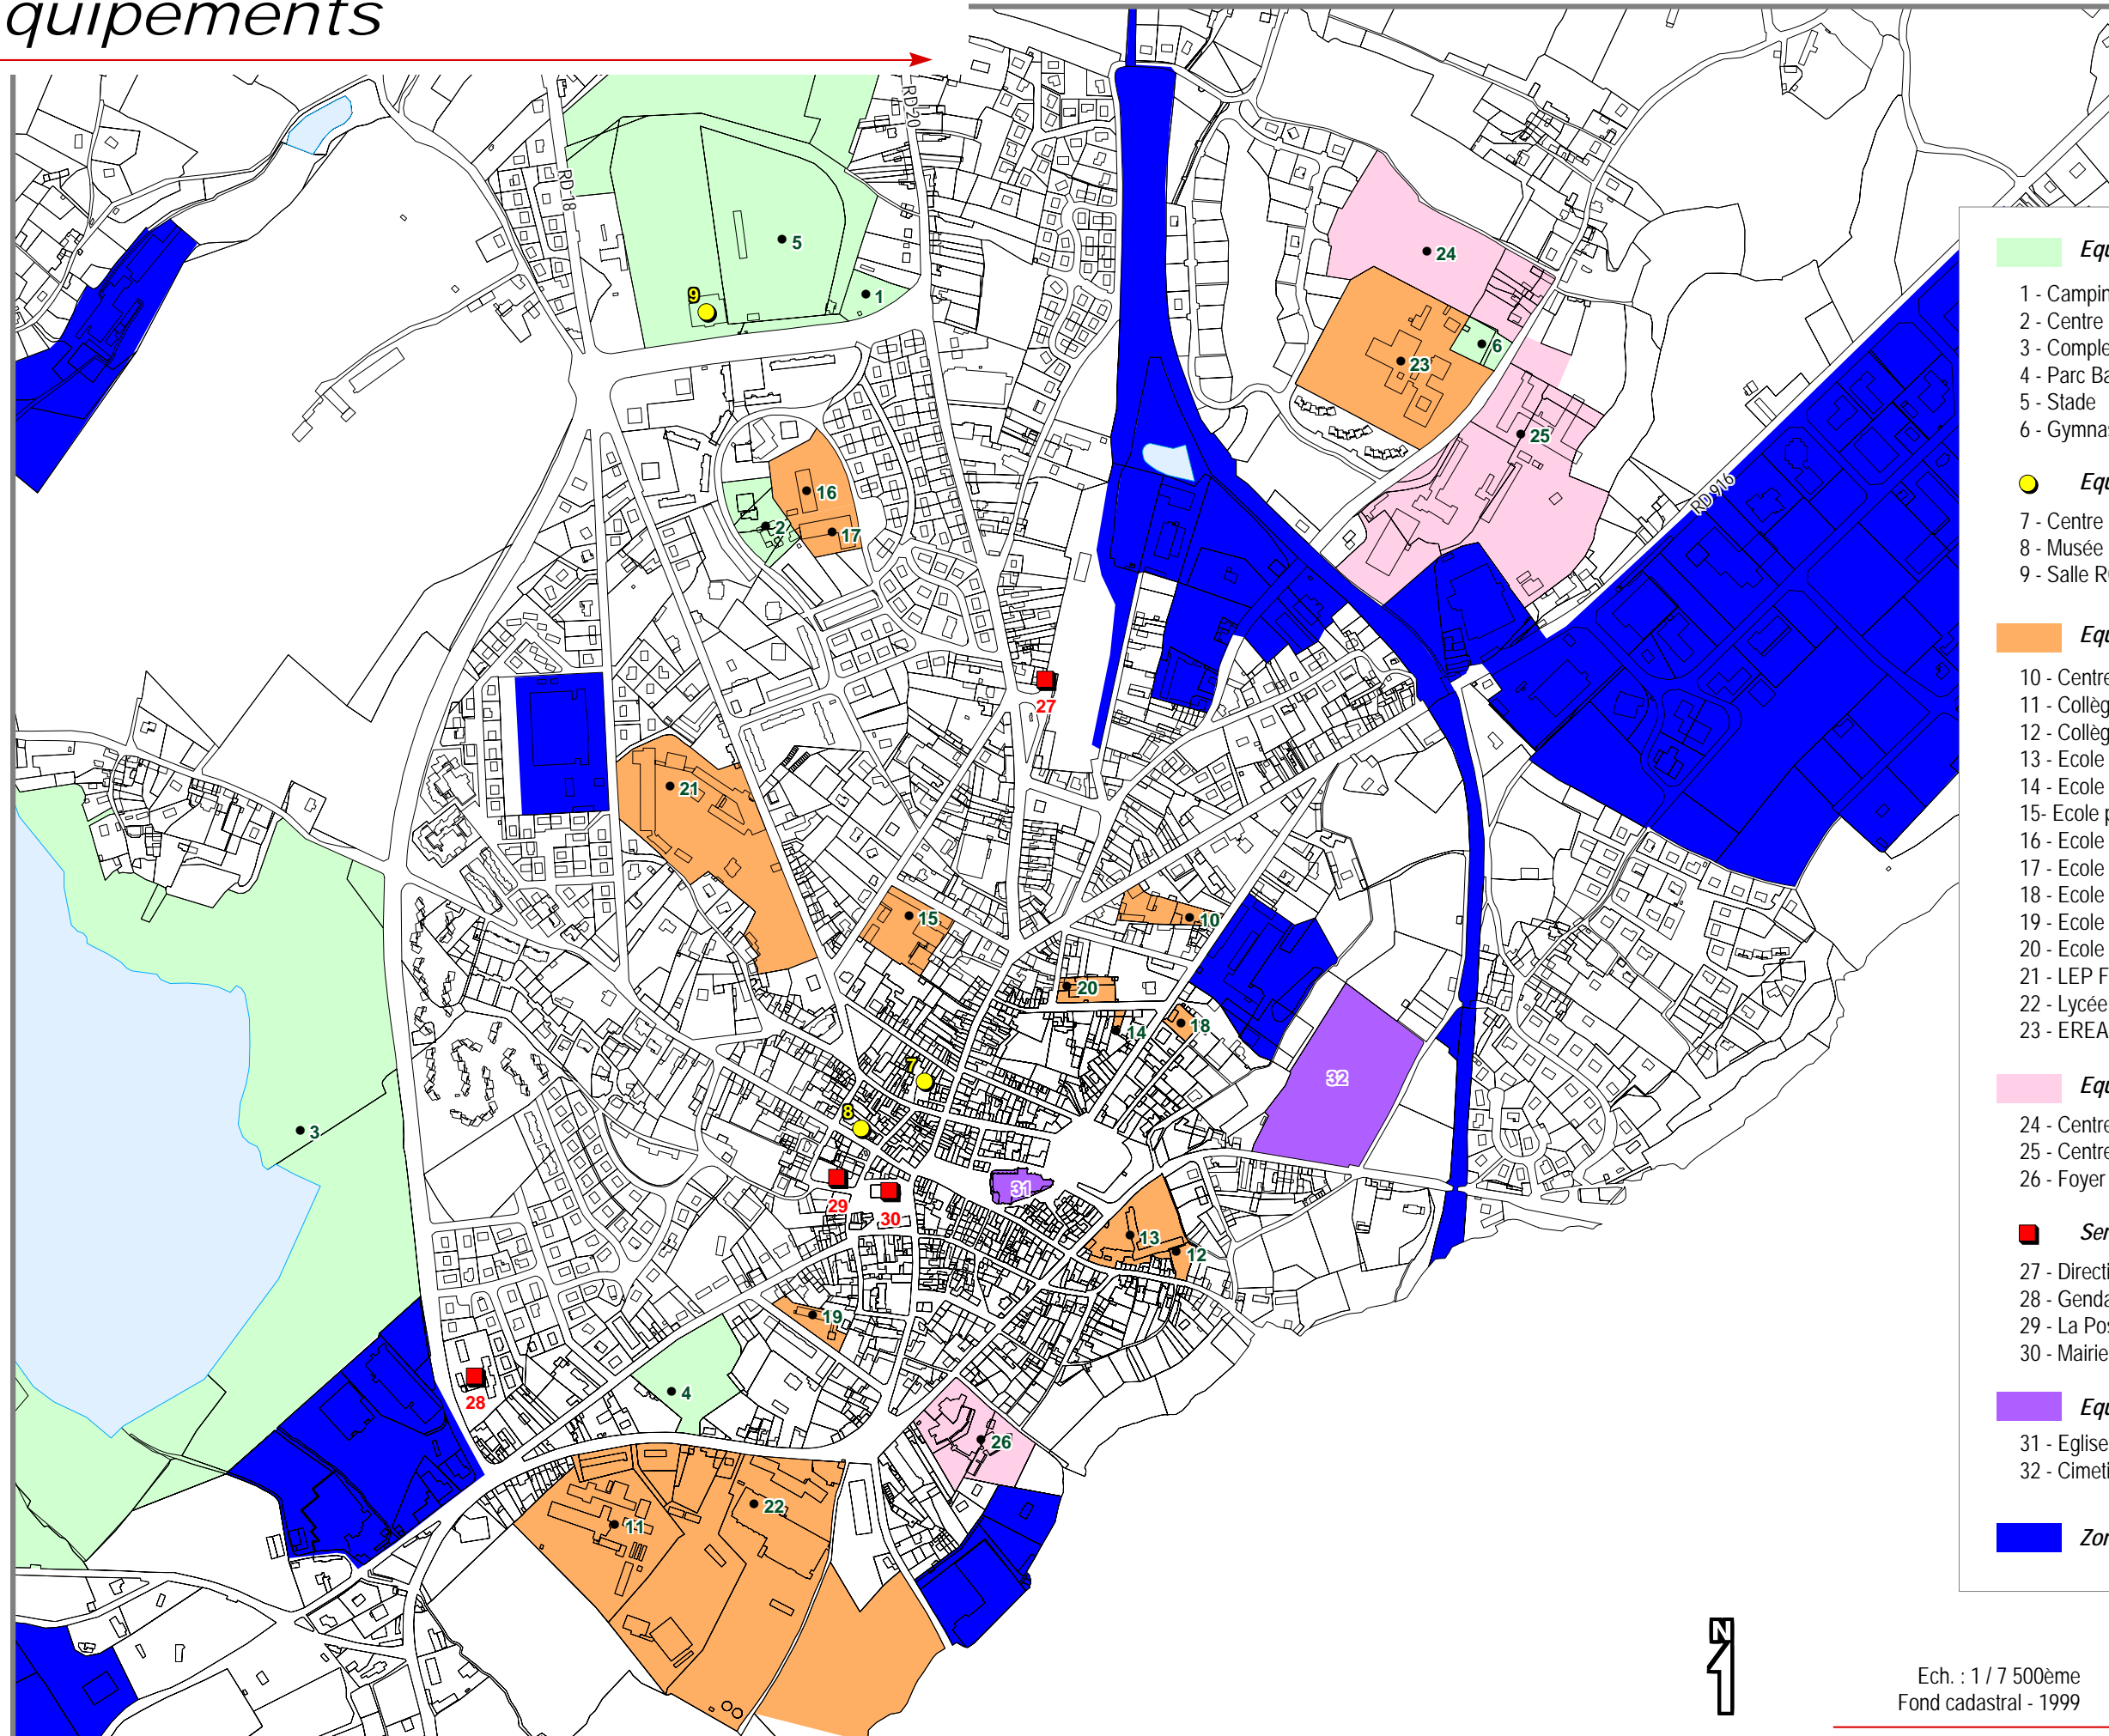 quipements
RD 20
RD 18
5
1
9
24
6
23
25
RD 916
16
2
17
27
21
15
10
20
14
18
7
32
8
3
31
29
30
13
12
19
4
28
26
22
11
Equ
1 - Campin
2 - Centre
3 - Comple
4 - Parc Ba
5 - Stade
6 - Gymnas
Equ
7 - Centre
8 - Musée
9 - Salle R
Equ
10 - Centre
11 - Collèg
12 - Collèg
13 - Ecole
14 - Ecole
15- Ecole p
16 - Ecole
17 - Ecole
18 - Ecole
19 - Ecole
20 - Ecole
21 - LEP F
22 - Lycée
23 - EREA
Equ
24 - Centre
25 - Centre
26 - Foyer
Ser
27 - Directi
28 - Genda
29 - La Pos
30 - Mairie
Equ
31 - Eglise
32 - Cimeti
Zon
N
Ech. : 1 / 7 500ème
Fond cadastral - 1999